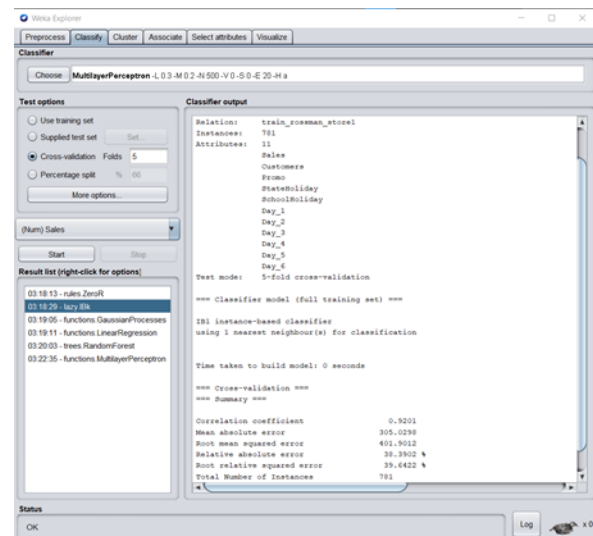 Weka Explorer
Preprocess Classify Cluster Associate Select attributes Visualize
Classifier
Choose MultilayerPerceptron -L 0.3 -M 0.2 -N 500 -V 0 -S 0 -E 20 -H a
Test options
Use training set
Supplied test set Set...
Cross-validation Folds 5
Percentage split % 66
More options...
(Num) Sales
Start Stop
Result list (right-click for options)
03:18:13 - rules.ZeroR
03:18:29 - lazy.IBk
03:19:05 - functions.GaussianProcesses
03:19:11 - functions.LinearRegression
03:20:03 - trees.RandomForest
03:22:35 - functions.MultilayerPerceptron
Classifier output
Relation: train_rossman_store1
Instances: 781
Attributes: 11
Sales
Customers
Promo
StateHoliday
SchoolHoliday
Day_1
Day_2
Day_3
Day_4
Day_5
Day_6
Test mode: 5-fold cross-validation
=== Classifier model (full training set) ===
IB1 instance-based classifier
using 1 nearest neighbour(s) for classification
Time taken to build model: 0 seconds
=== Cross-validation ===
=== Summary ===
Correlation coefficient 0.9201
Mean absolute error 305.0298
Root mean squared error 401.9012
Relative absolute error 38.3902 %
Root relative squared error 39.6422 %
Total Number of Instances 781
Status
OK
Log
x 0